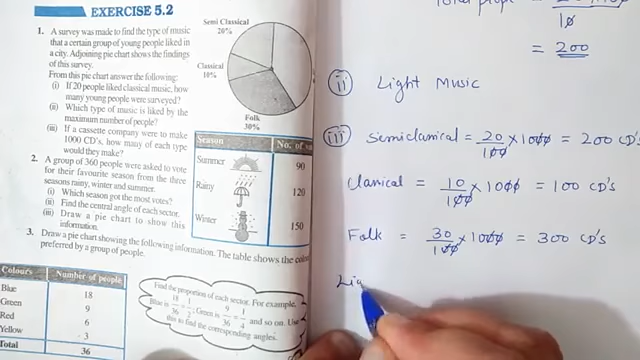 EXERCISE 5.2
1. A survey was made to find the type of music
that a certain group of young people liked in
a city. Adjoining pie chart shows the findings
of this survey.
From this pie chart answer the following:
(i) If 20 people liked classical music, how
many young people were surveyed?
(ii) Which type of music is liked by the
maximum number of people?
(iii) If a cassette company were to make
1000 CD's, how many of each type
would they make?
2. A group of 360 people were asked to vote
for their favourite season from the three
seasons rainy, winter and summer.
(i) Which season got the most votes?
(ii) Find the central angle of each sector.
(iii) Draw a pie chart to show this
information.
3. Draw a pie chart showing the following information. The table shows the colou
preferred by a group of people.
Semi Classical
20%
Classical
10%
Folk
30%
Season No. of v
Summer 90
Rainy 120
Winter 150
Colours Number of people
Blue 18
Green 9
Red 6
Yellow 3
Total 36
Find the proportion of each sector. For example,
Blue is 18/36 = 1/2; Green is 9/36 = 1/4 and so on. Use
this to find the corresponding angles.
= 200
(ii) Light Music
(iii) Semiclassical = 20/100 × 1000 = 200 CD's
Classical = 10/100 × 1000 = 100 CD's
Folk = 30/100 × 1000 = 300 CD's
Lig